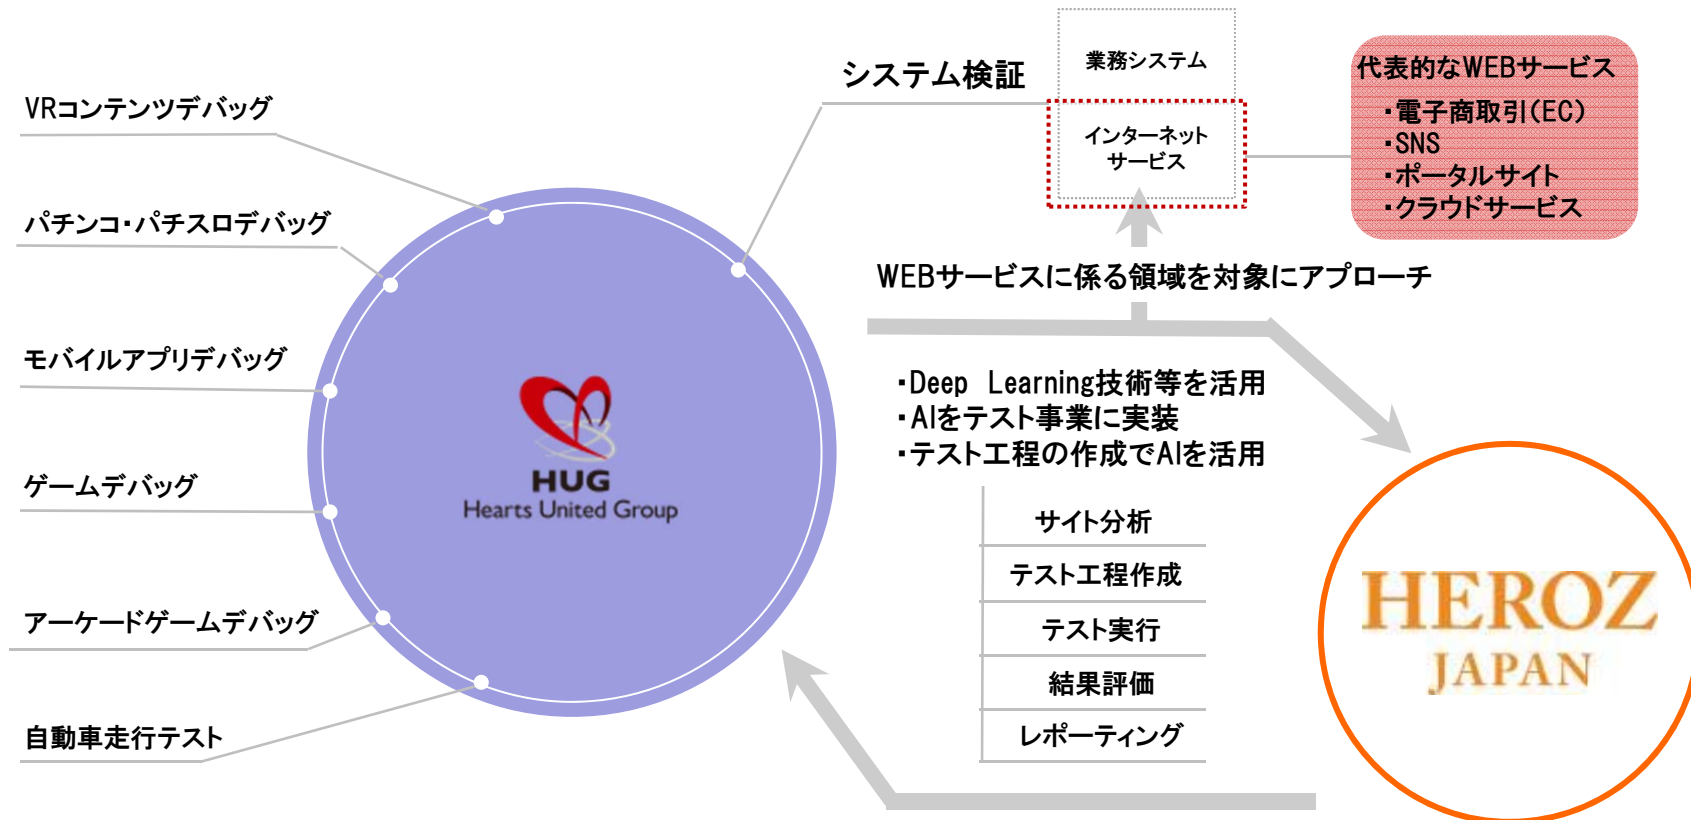 VRコンテンツデバッグ
パチンコ・パチスロデバッグ
モバイルアプリデバッグ
ゲームデバッグ
アーケードゲームデバッグ
自動車走行テスト
HUG
Hearts United Group
システム検証
業務システム
インターネット
サービス
代表的なWEBサービス
・電子商取引(EC)
・SNS
・ポータルサイト
・クラウドサービス
WEBサービスに係る領域を対象にアプローチ
・Deep Learning技術等を活用
・AIをテスト事業に実装
・テスト工程の作成でAIを活用
サイト分析
テスト工程作成
テスト実行
結果評価
レポーティング
HEROZ
JAPAN